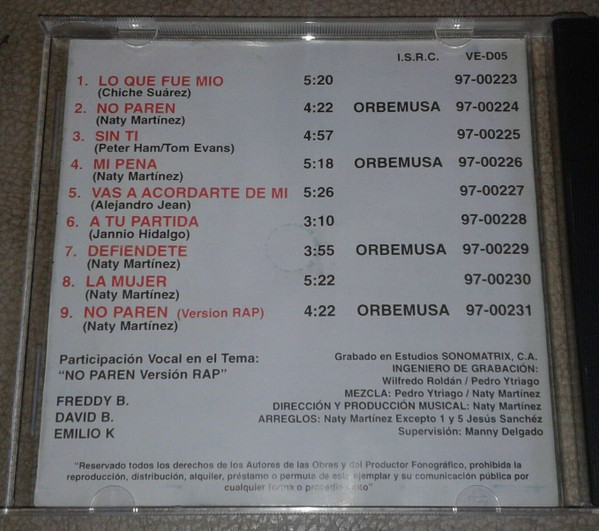 I.S.R.C. VE-D05
1. LO QUE FUE MIO 5:20 97-00223
(Chiche Suárez)
2. NO PAREN 4:22 ORBEMUSA 97-00224
(Naty Martínez)
3. SIN TI 4:57 97-00225
(Peter Ham/Tom Evans)
4. MI PENA 5:18 ORBEMUSA 97-00226
(Naty Martínez)
5. VAS A ACORDARTE DE MI 5:26 97-00227
(Alejandro Jean)
6. A TU PARTIDA 3:10 97-00228
(Jannio Hidalgo)
7. DEFIENDETE 3:55 ORBEMUSA 97-00229
(Naty Martínez)
8. LA MUJER 5:22 97-00230
(Naty Martínez)
9. NO PAREN (Version RAP) 4:22 ORBEMUSA 97-00231
(Naty Martínez)
Participación Vocal en el Tema:
"NO PAREN Versión RAP"
FREDDY B.
DAVID B.
EMILIO K
Grabado en Estudios SONOMATRIX, C.A.
INGENIERO DE GRABACIÓN:
Wilfredo Roldán / Pedro Ytriago
MEZCLA: Pedro Ytriago / Naty Martínez
DIRECCIÓN Y PRODUCCIÓN MUSICAL: Naty Martínez
ARREGLOS: Naty Martínez Excepto 1 y 5 Jesús Sanchéz
Supervisión: Manny Delgado
"Reservado todos los derechos de los Autores de las Obras y del Productor Fonográfico, prohibida la
reproducción, distribución, alquiler, préstamo o permuta de este ejemplar y su comunicación pública por
cualquier forma o procedimiento"